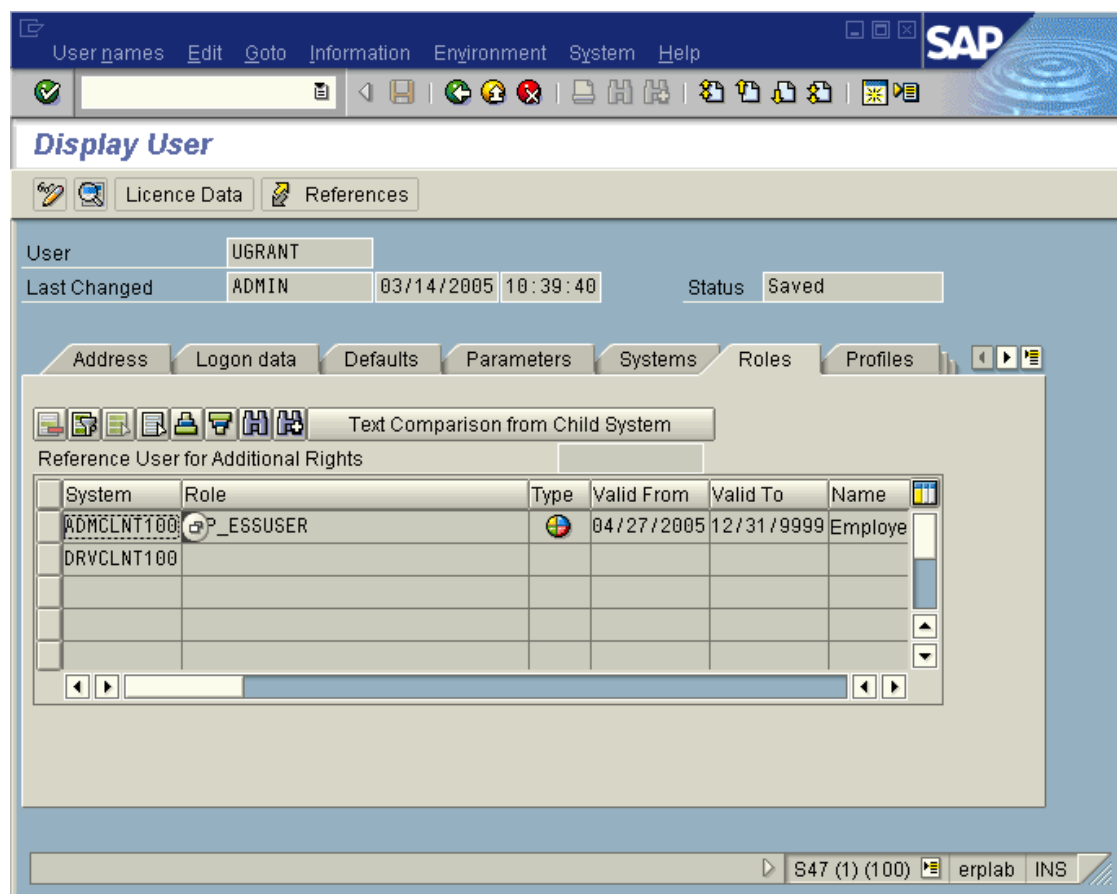 User names Edit Goto Information Environment System Help
SAP
Display User
Licence Data References
User UGRANT
Last Changed ADMIN 03/14/2005 10:39:40 Status Saved
Address Logon data Defaults Parameters Systems Roles Profiles
Text Comparison from Child System
Reference User for Additional Rights
System Role Type Valid From Valid To Name
ADMCLNT100 P_ESSUSER 04/27/2005 12/31/9999 Employe
DRVCLNT100
S47 (1) (100) erplab INS